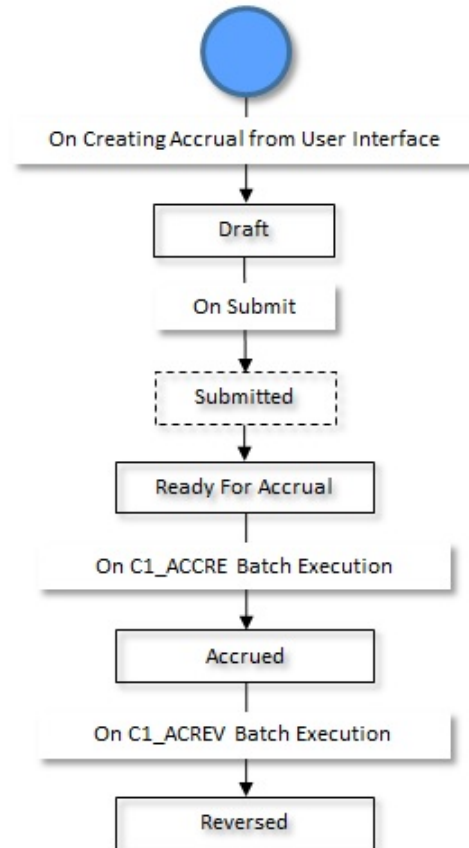 On Creating Accrual from User Interface
Draft
On Submit
Submitted
Ready For Accrual
On C1_ACCRE Batch Execution
Accrued
On C1_ACREV Batch Execution
Reversed